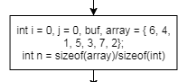 int i = 0, j = 0, buf, array = { 6, 4,
1, 5, 3, 7, 2};
int n = sizeof(array)/sizeof(int)